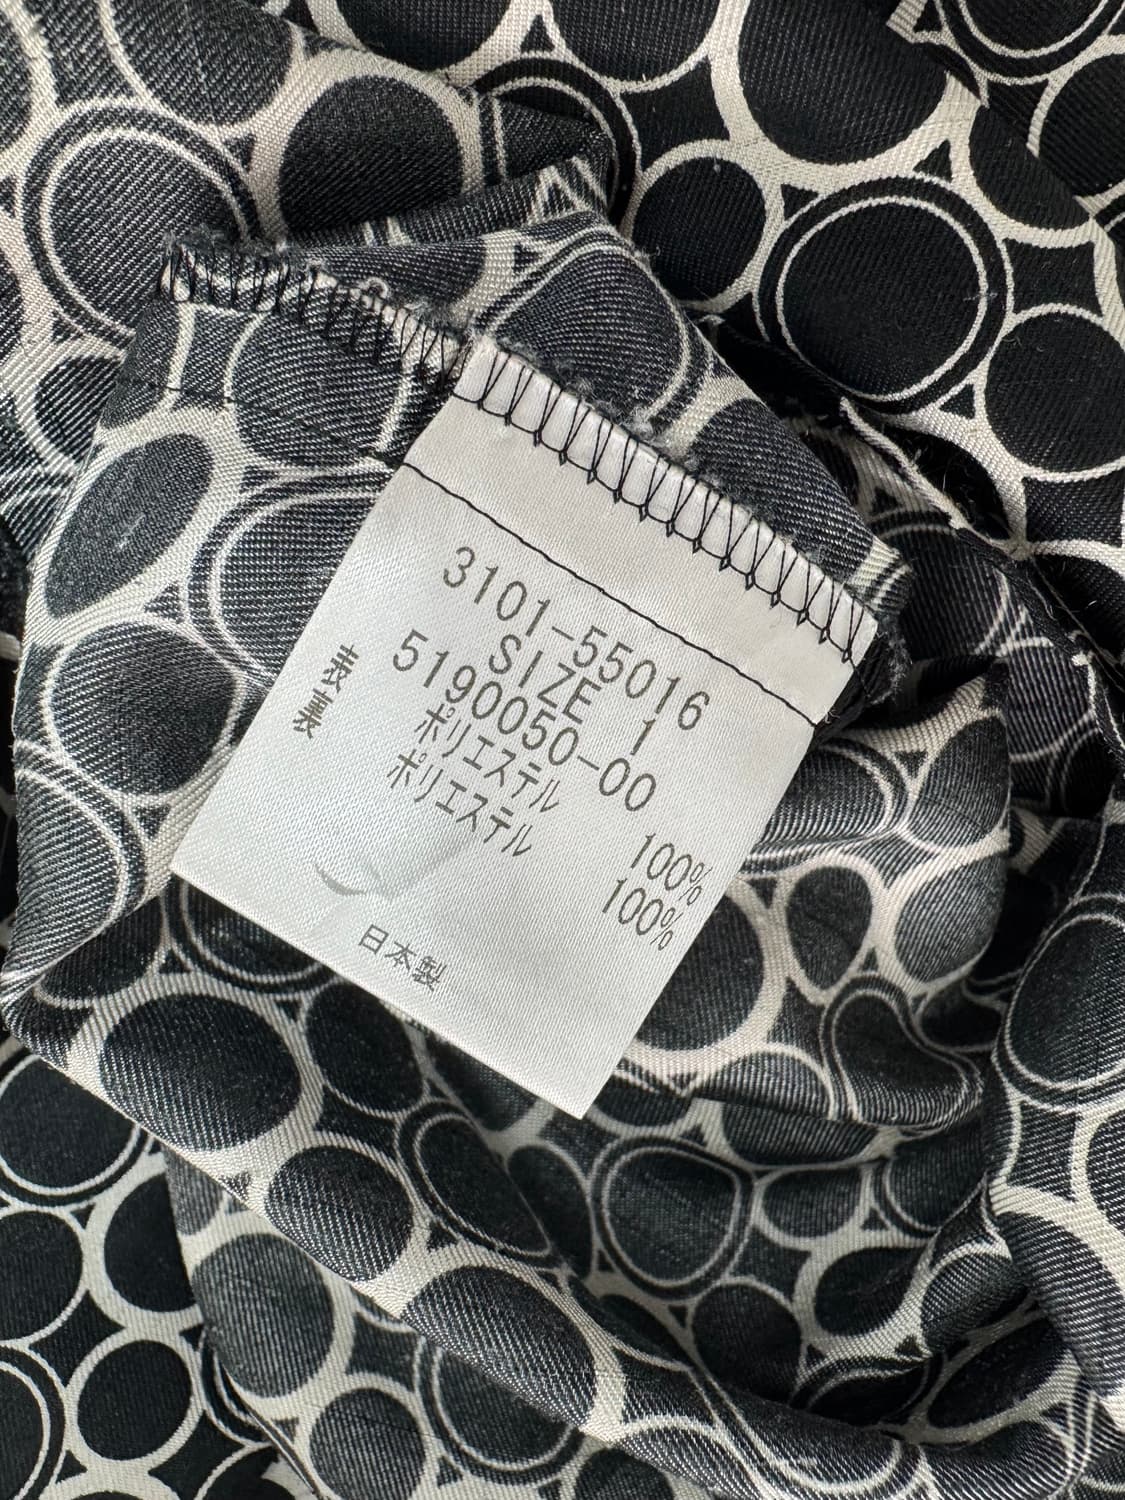 3101-55016
SIZE 1
5190050-00
表 ポリエステル 100%
裏 ポリエステル 100%
日本製